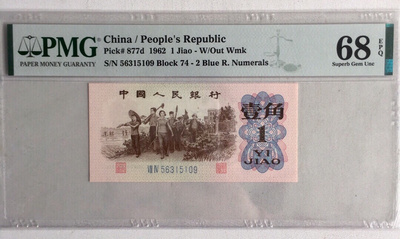 PMG
PAPER MONEY GUARANTY
China / People's Republic
Pick# 877d 1962 1 Jiao - W/Out Wmk
S/N 56315109 Block 74 - 2 Blue R. Numerals
68
EPQ
Superb Gem Unc
中国人民银行
壹角
1
YI
JIAO
56315109